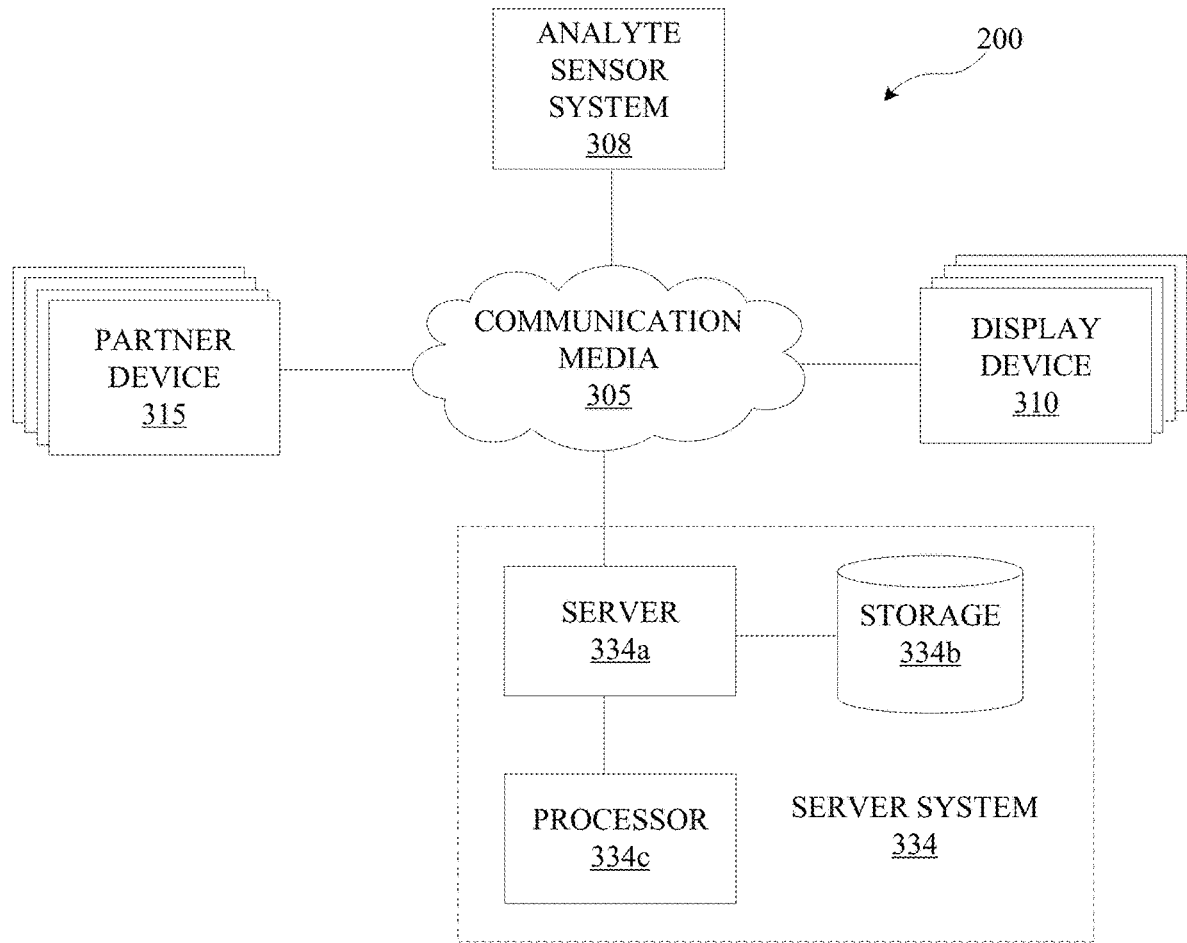 ANALYTE
SENSOR
SYSTEM
308
200
PARTNER
DEVICE
315
COMMUNICATION
MEDIA
305
DISPLAY
DEVICE
310
SERVER
334a
STORAGE
334b
PROCESSOR
334c
SERVER SYSTEM
334